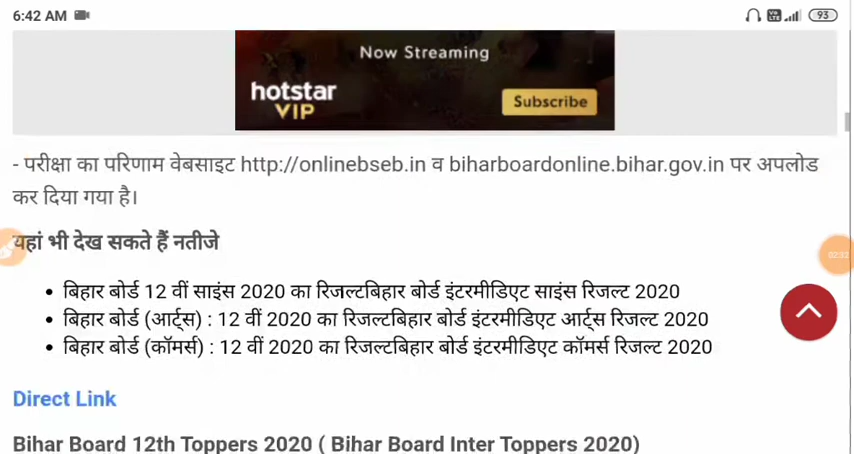 6:42 AM
93
Now Streaming
hotstar
VIP
Subscribe
- परीक्षा का परिणाम वेबसाइट http://onlinebseb.in व biharboardonline.bihar.gov.in पर अपलोड
कर दिया गया है।
यहां भी देख सकते हैं नतीजे
02:32
• बिहार बोर्ड 12 वीं साइंस 2020 का रिजल्टबिहार बोर्ड इंटरमीडिएट साइंस रिजल्ट 2020
• बिहार बोर्ड (आर्ट्स) : 12 वीं 2020 का रिजल्टबिहार बोर्ड इंटरमीडिएट आर्ट्स रिजल्ट 2020
• बिहार बोर्ड (कॉमर्स) : 12 वीं 2020 का रिजल्टबिहार बोर्ड इंटरमीडिएट कॉमर्स रिजल्ट 2020
Direct Link
Bihar Board 12th Toppers 2020 ( Bihar Board Inter Toppers 2020)